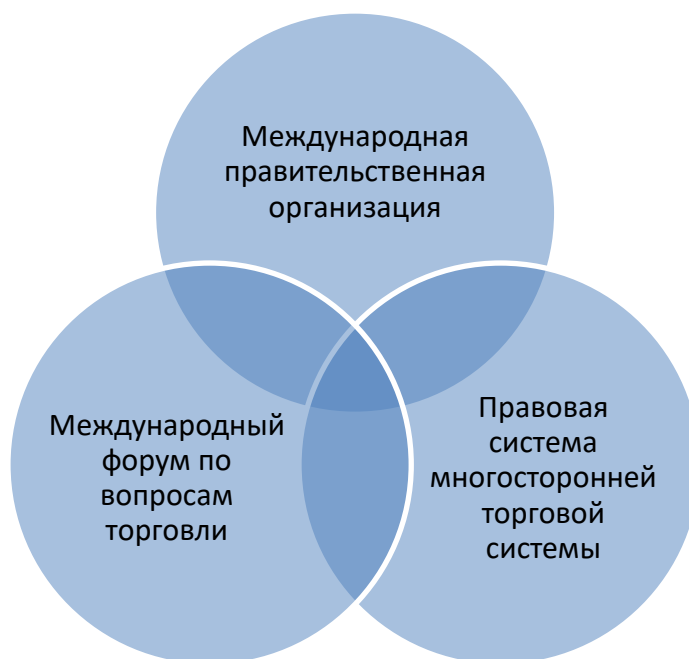 Международная
правительственная
организация
Международный
форум по
вопросам
торговли
Правовая
система
многосторонней
торговой
системы